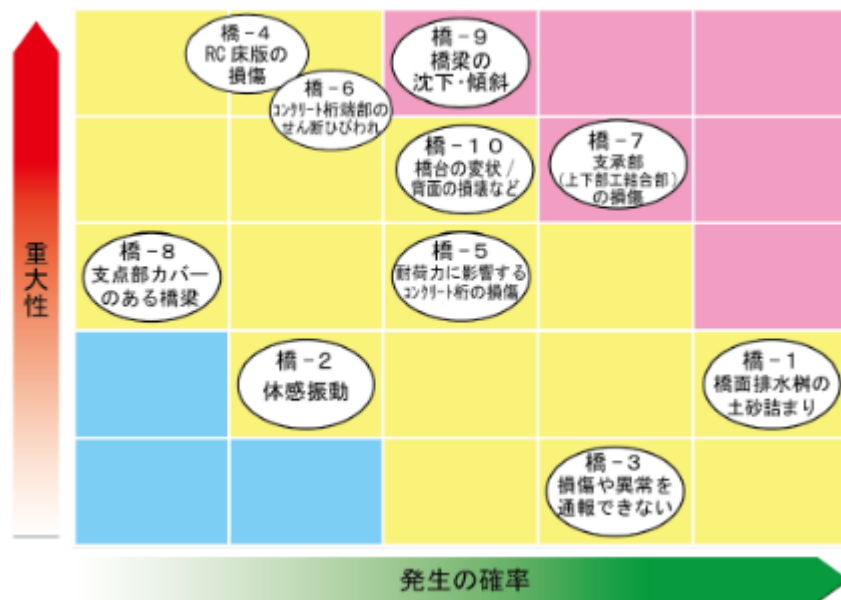 橋-4
RC床版の
損傷
橋-9
橋梁の
沈下・傾斜
橋-6
コンクリート桁端部の
せん断ひびわれ
橋-10
橋台の変状/
背面の損壊など
橋-7
支承部
(上下部工結合部)
の損傷
橋-8
支点部カバー
のある橋梁
橋-5
耐荷力に影響する
コンクリート桁の損傷
橋-2
体感振動
橋-1
橋面排水桝の
土砂詰まり
橋-3
損傷や異常を
通報できない
重大性
発生の確率